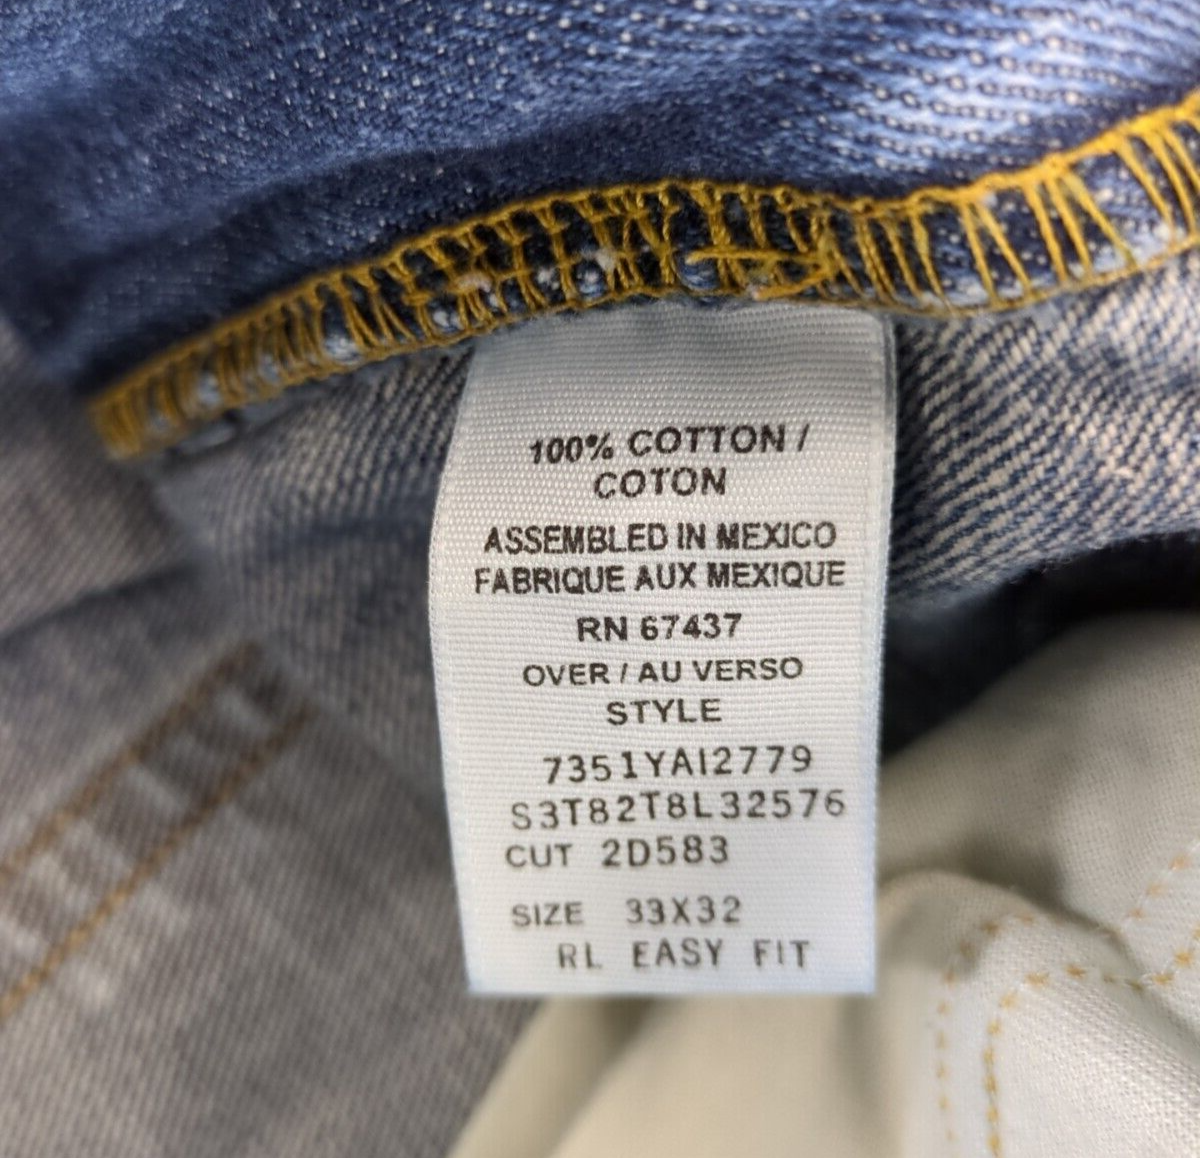 100% COTTON /
COTON
ASSEMBLED IN MEXICO
FABRIQUE AUX MEXIQUE
RN 67437
OVER / AU VERSO
STYLE
7351YAI2779
S3T82T8L32576
CUT 2D583
SIZE 33X32
RL EASY FIT